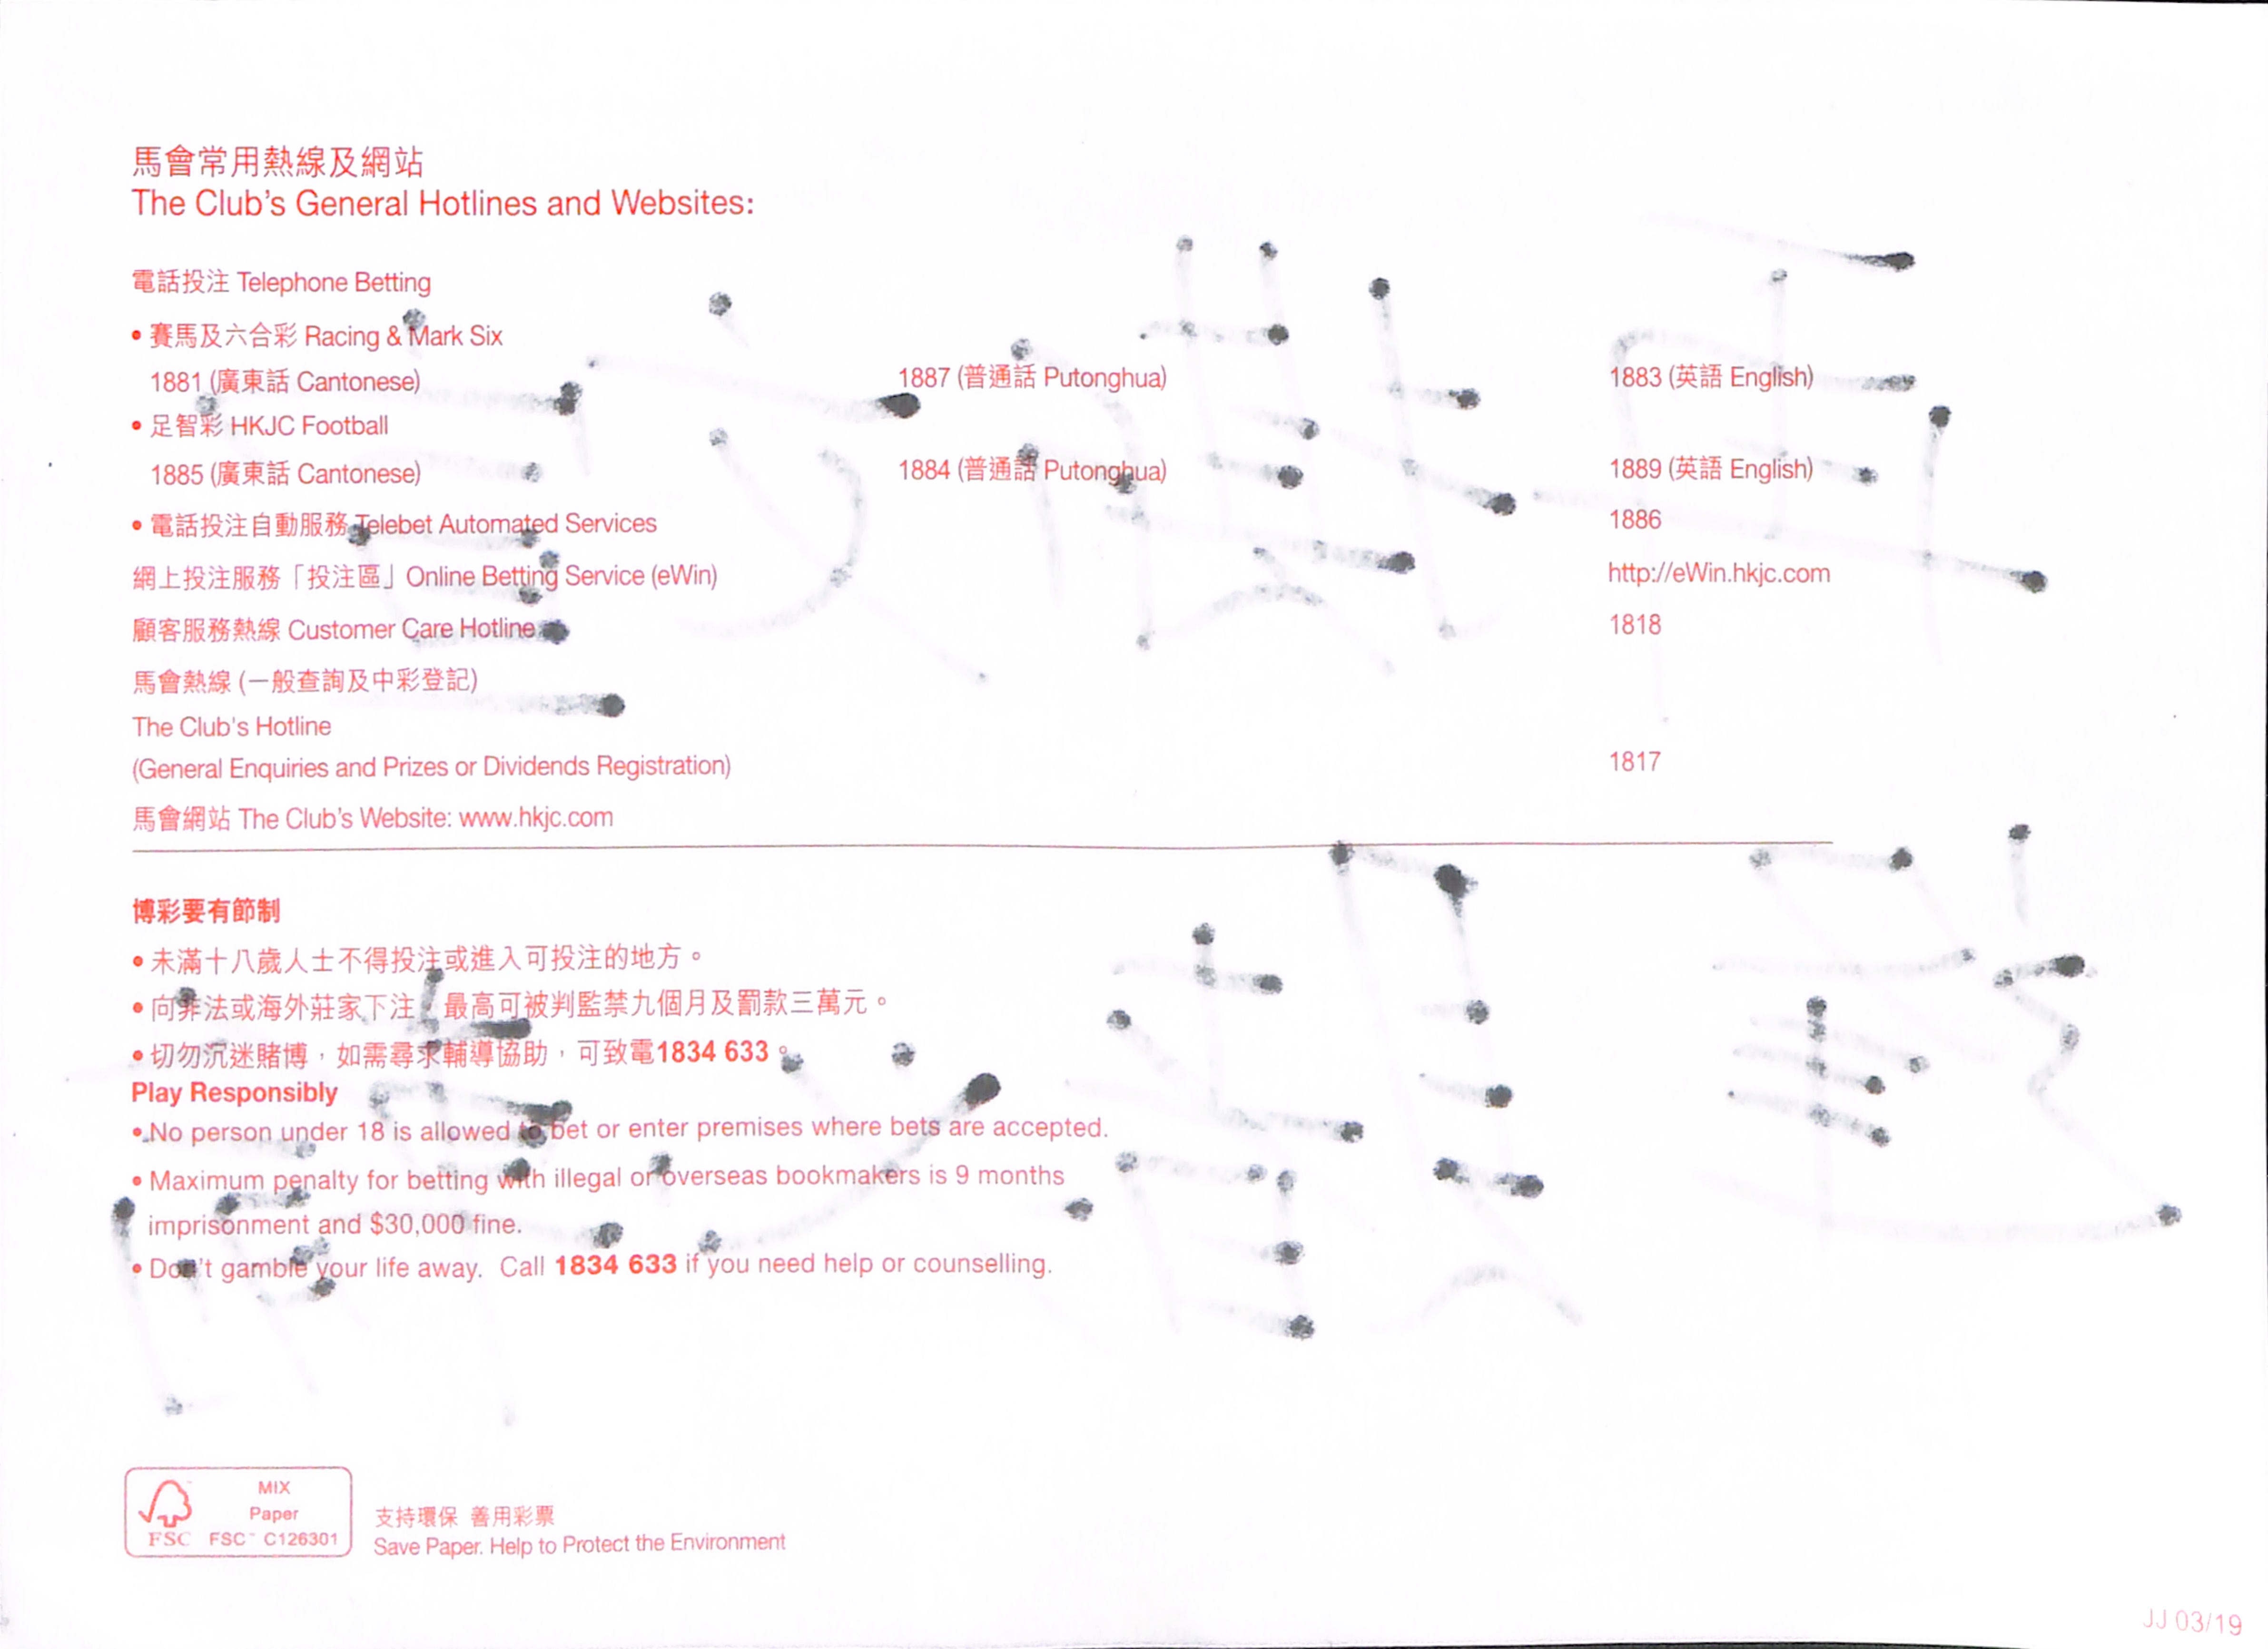 馬會常用熱線及網站
The Club's General Hotlines and Websites:
電話投注 Telephone Betting
• 賽馬及六合彩 Racing & Mark Six
1881 (廣東話 Cantonese) 1887 (普通話 Putonghua) 1883 (英語 English)
• 足智彩 HKJC Football
1885 (廣東話 Cantonese) 1884 (普通話 Putonghua) 1889 (英語 English)
• 電話投注自動服務 Telebet Automated Services 1886
網上投注服務「投注區」Online Betting Service (eWin) http://eWin.hkjc.com
顧客服務熱線 Customer Care Hotline 1818
馬會熱線 (一般查詢及中彩登記)
The Club's Hotline
(General Enquiries and Prizes or Dividends Registration) 1817
馬會網站 The Club's Website: www.hkjc.com
博彩要有節制
• 未滿十八歲人士不得投注或進入可投注的地方。
• 向非法或海外莊家下注，最高可被判監禁九個月及罰款三萬元。
• 切勿沉迷賭博，如需尋求輔導協助，可致電1834 633。
Play Responsibly
• No person under 18 is allowed to bet or enter premises where bets are accepted.
• Maximum penalty for betting with illegal or overseas bookmakers is 9 months
imprisonment and $30,000 fine.
• Don't gamble your life away. Call 1834 633 if you need help or counselling.
MIX
Paper
FSC FSC™ C126301
支持環保 善用彩票
Save Paper. Help to Protect the Environment
JJ 03/19